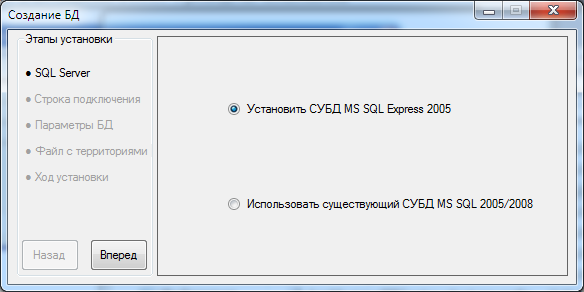 Создание БД
Этапы установки
● SQL Server
● Строка подключения
● Параметры БД
● Файл с территориями
● Ход установки
Назад
Вперед
Установить СУБД MS SQL Express 2005
Использовать существующий СУБД MS SQL 2005/2008